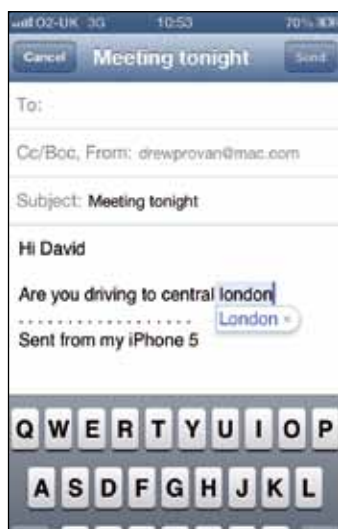 O2-UK 3G 10:53 70%
Cancel Meeting tonight Send
To:
Cc/Bcc, From: drewprovan@mac.com
Subject: Meeting tonight
Hi David
Are you driving to central london
London ×
Sent from my iPhone 5
Q W E R T Y U I O P
A S D F G H J K L